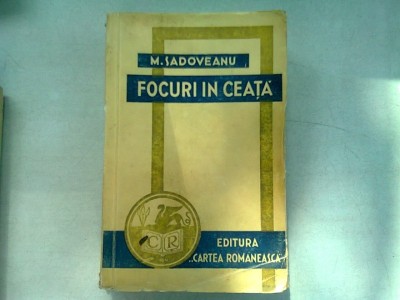 M. SADOVEANU
FOCURI IN CEAȚĂ
C R
EDITURA
„CARTEA ROMANEASCĂ"